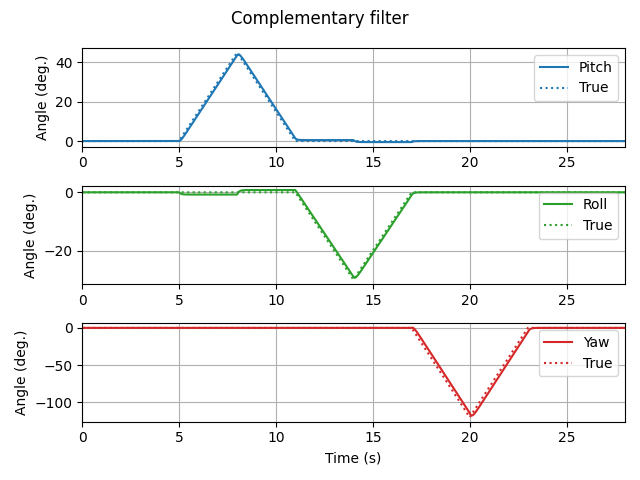 Complementary filter
Angle (deg.)
40
20
0
Pitch
True
0 5 10 15 20 25
Angle (deg.)
0
−20
Roll
True
0 5 10 15 20 25
Angle (deg.)
0
−50
−100
Yaw
True
0 5 10 15 20 25
Time (s)